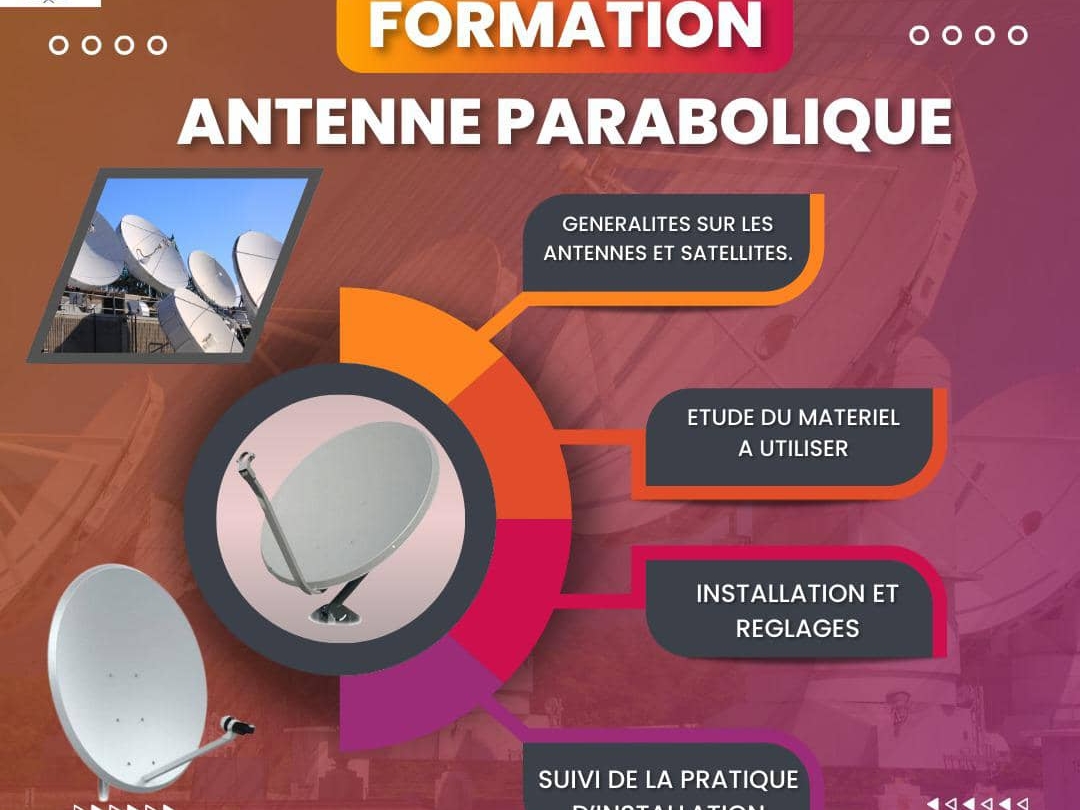 FORMATION
ANTENNE PARABOLIQUE
GENERALITES SUR LES
ANTENNES ET SATELLITES.
ETUDE DU MATERIEL
A UTILISER
INSTALLATION ET
REGLAGES
SUIVI DE LA PRATIQUE
D'INSTALLATION